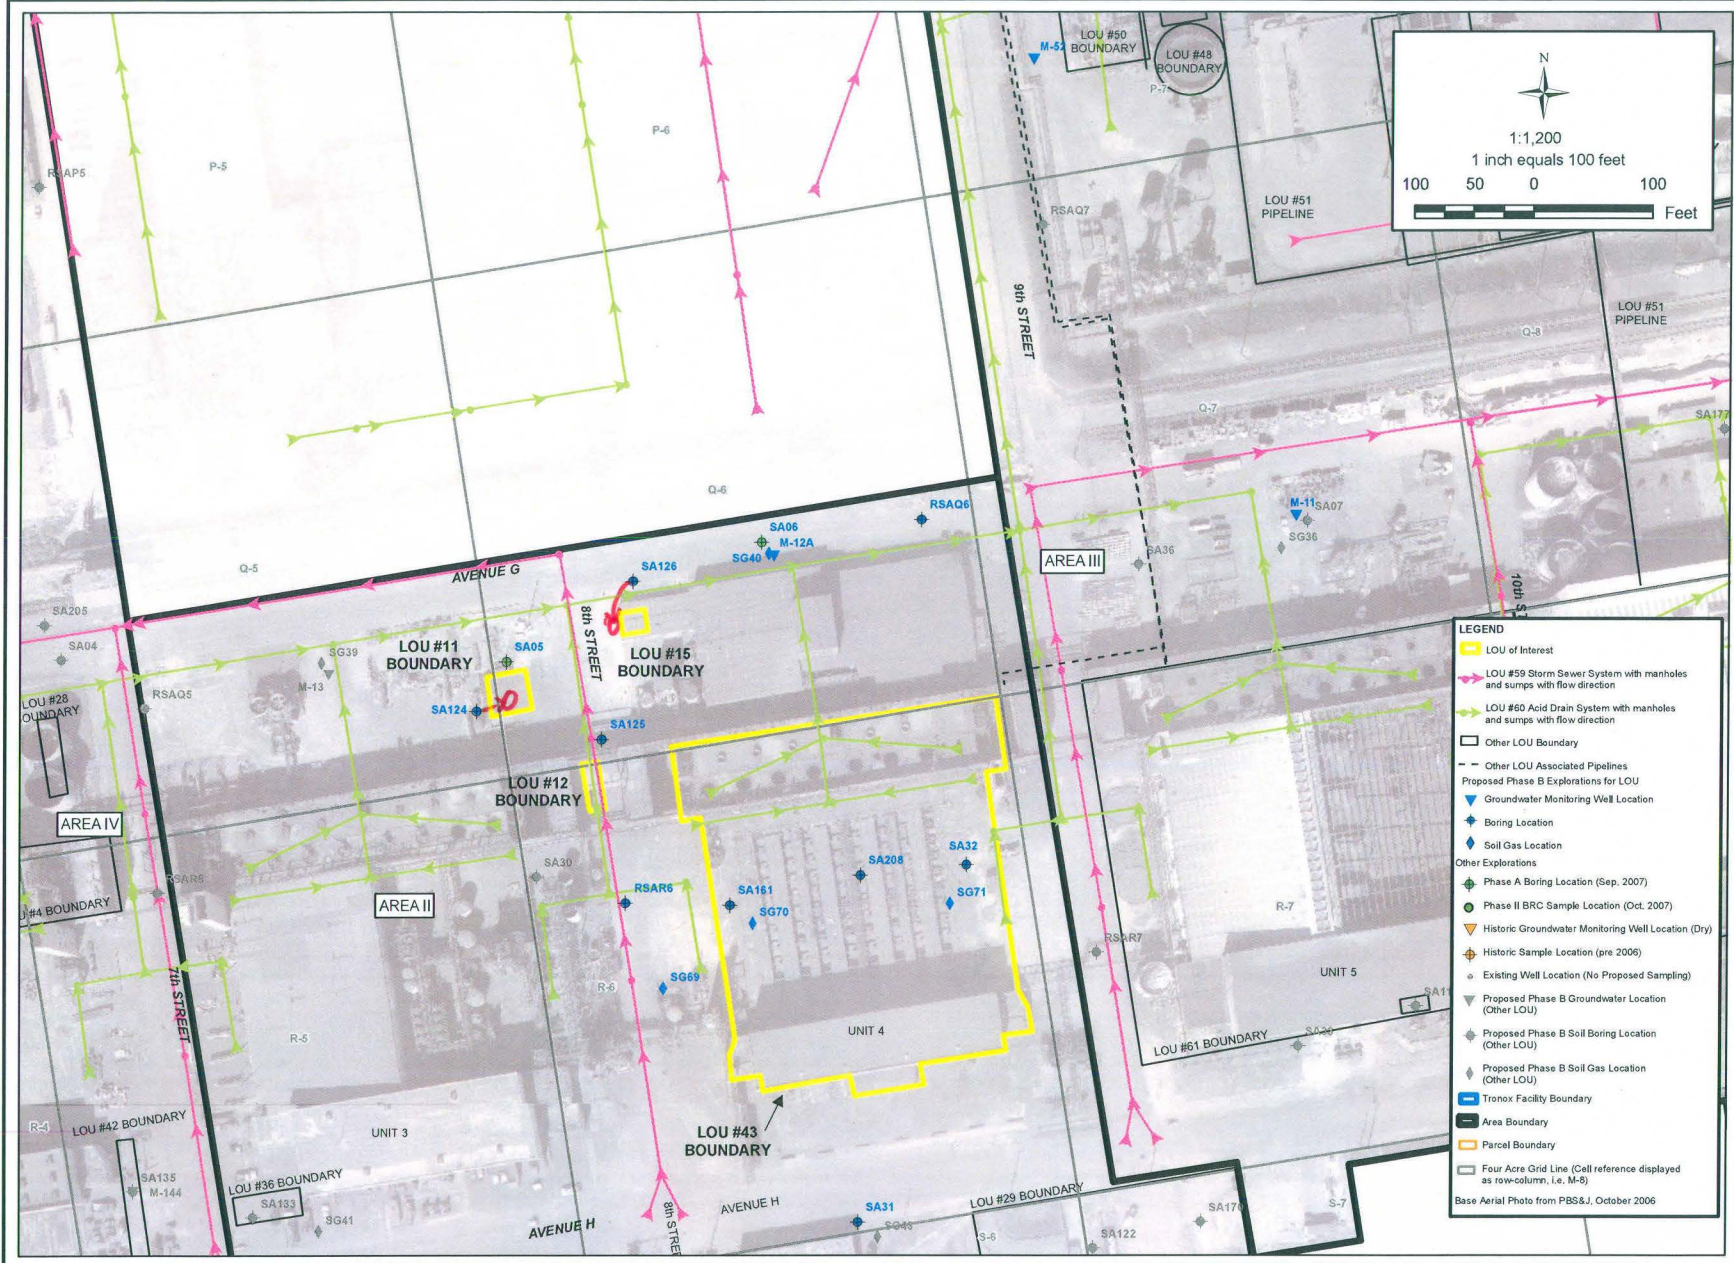 M-52
LOU #50
BOUNDARY
LOU #48
BOUNDARY
P-7
N
1:1,200
1 inch equals 100 feet
100 50 0 100
Feet
P-5
P-6
RSAP5
RSAQ7
LOU #51
PIPELINE
LOU #51
PIPELINE
9th STREET
Q-8
Q-7
SA177
Q-6
RSAQ6
SA06
M-12A
SG40
M-11
SA07
SG36
SA36
AREA III
10th
Q-5
AVENUE G
SA126
SA205
SA04
8th STREET
LOU #11
BOUNDARY
SA05
LOU #15
BOUNDARY
SG39
M-13
RSAQ5
LOU #28
SA124
SA125
LOU #12
BOUNDARY
AREA IV
SA30
RSAR6
SA208
SA32
SA161
SG70
SG71
AREA II
#4 BOUNDARY
R-7
RSAR7
UNIT 5
7th STREET
R-6
SG69
R-5
UNIT 4
LOU #61 BOUNDARY
R-4
LOU #42 BOUNDARY
UNIT 3
LOU #43
BOUNDARY
SA135
M-144
LOU #36 BOUNDARY
SA133
SG41
AVENUE H
8th
AVENUE H
SA31
LOU #29 BOUNDARY
S-6
SA122
S-7
LEGEND
LOU of Interest
LOU #59 Storm Sewer System with manholes
and sumps with flow direction
LOU #60 Acid Drain System with manholes
and sumps with flow direction
Other LOU Boundary
Other LOU Associated Pipelines
Proposed Phase B Explorations for LOU
Groundwater Monitoring Well Location
Boring Location
Soil Gas Location
Other Explorations
Phase A Boring Location (Sep, 2007)
Phase II BRC Sample Location (Oct, 2007)
Historic Groundwater Monitoring Well Location (Dry)
Historic Sample Location (pre 2006)
Existing Well Location (No Proposed Sampling)
Proposed Phase B Groundwater Location
(Other LOU)
Proposed Phase B Soil Boring Location
(Other LOU)
Proposed Phase B Soil Gas Location
(Other LOU)
Tronox Facility Boundary
Area Boundary
Parcel Boundary
Four Acre Grid Line (Cell reference displayed
as row-column, i.e. M-8)
Base Aerial Photo from PBS&J, October 2006